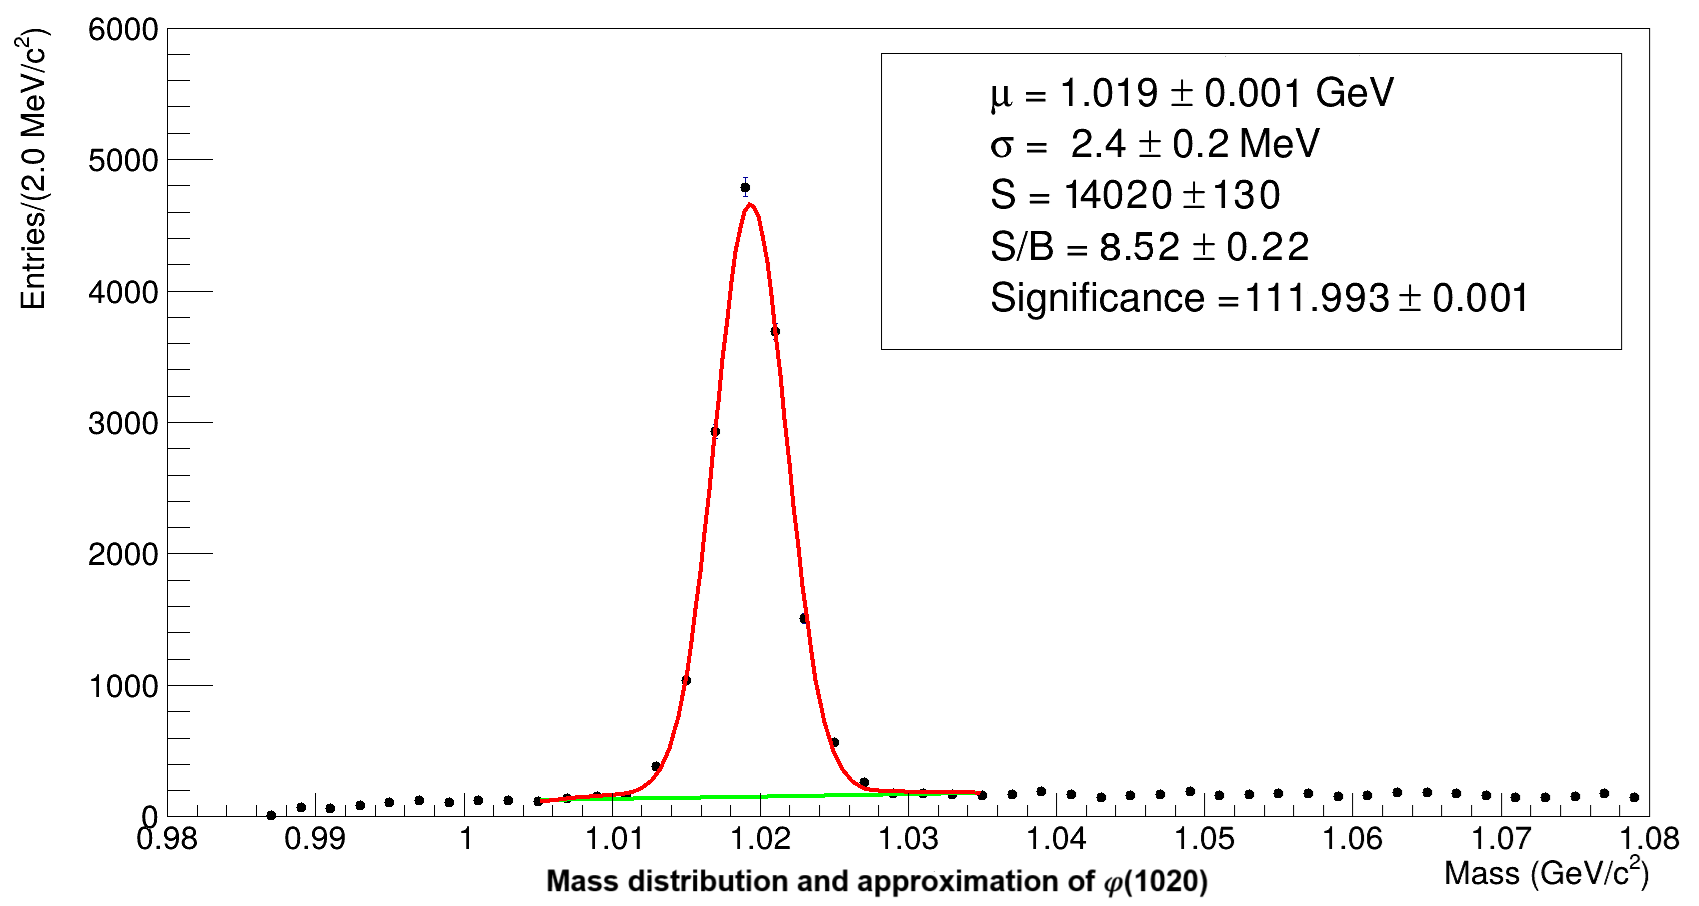 Entries/(2.0 MeV/c²)
6000
5000
4000
3000
2000
1000
0
μ = 1.019 ± 0.001 GeV
σ = 2.4 ± 0.2 MeV
S = 14020 ± 130
S/B = 8.52 ± 0.22
Significance = 111.993 ± 0.001
0.98 0.99 1 1.01 1.02 1.03 1.04 1.05 1.06 1.07 1.08
Mass (GeV/c²)
Mass distribution and approximation of φ(1020)